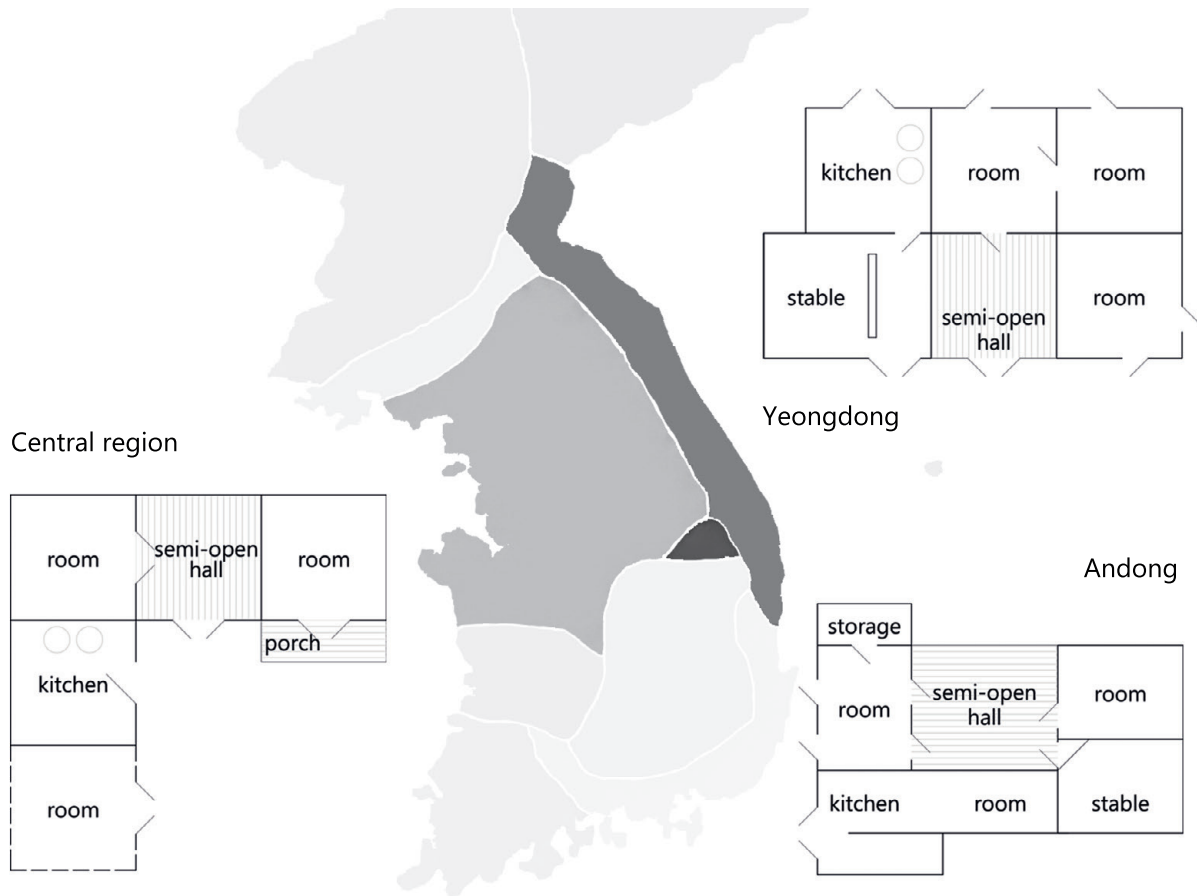 kitchen
room
room
stable
semi-open
hall
room
Yeongdong
Central region
room
semi-open
hall
room
porch
kitchen
room
Andong
storage
room
semi-open
hall
room
kitchen
room
stable